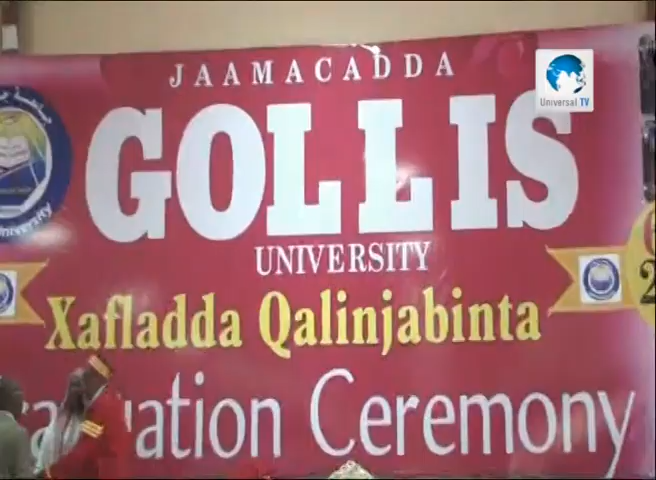 JAAMACADDA
Universal TV
GOLLIS
UNIVERSITY
Xafladda Qalinjabinta
Ceremony